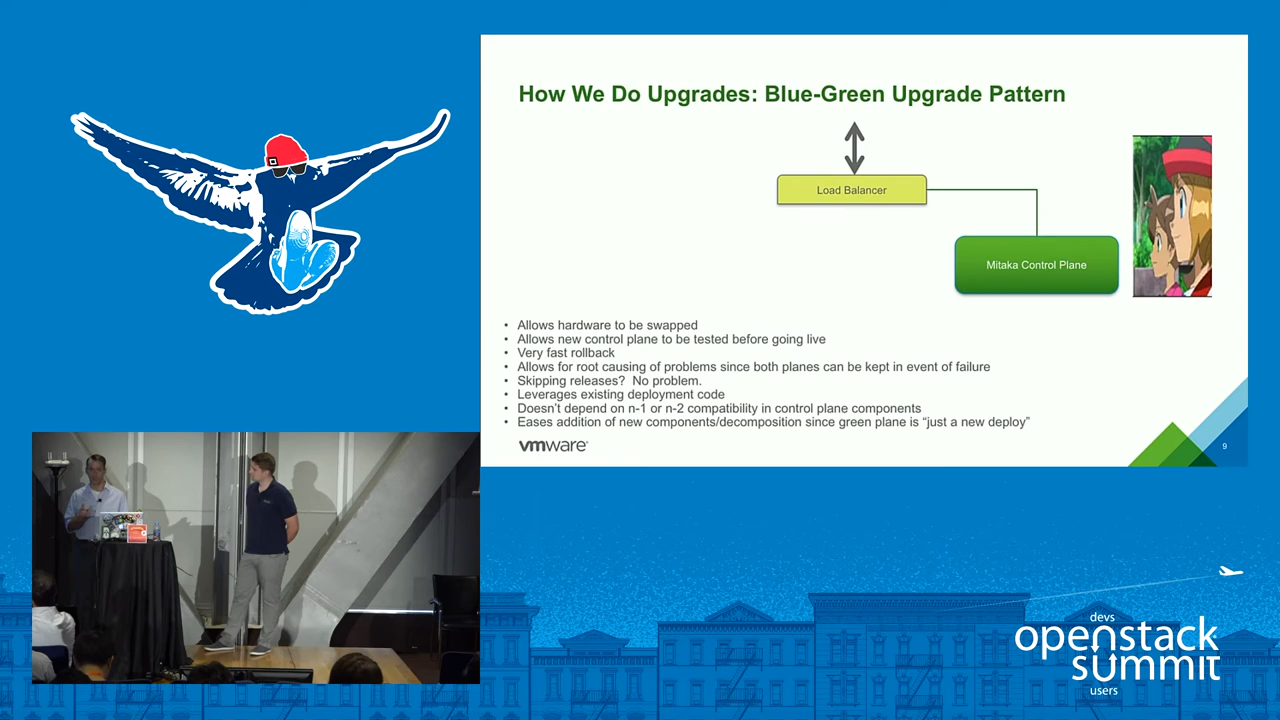 How We Do Upgrades: Blue-Green Upgrade Pattern
Load Balancer
Mitaka Control Plane
• Allows hardware to be swapped
• Allows new control plane to be tested before going live
• Very fast rollback
• Allows for root causing of problems since both planes can be kept in event of failure
• Skipping releases? No problem.
• Leverages existing deployment code
• Doesn't depend on n-1 or n-2 compatibility in control plane components
• Eases addition of new components/decomposition since green plane is “just a new deploy”
vmware
9
devs
openstack
summit
users